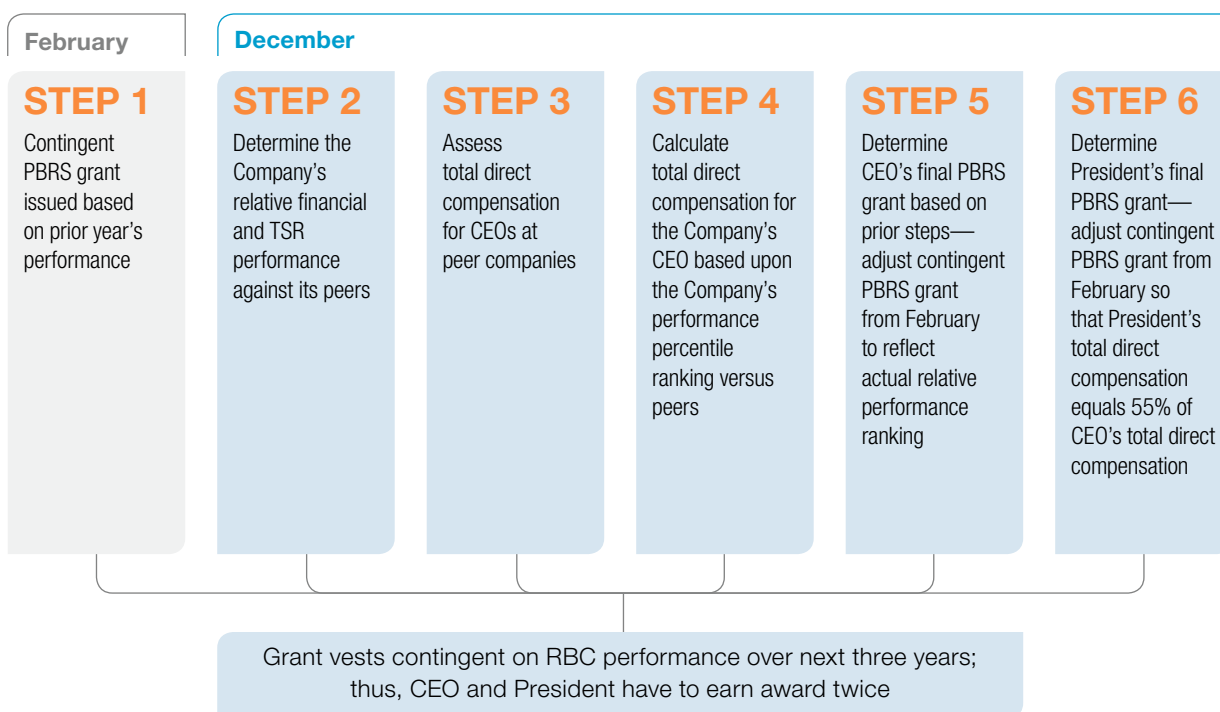 February
December
STEP 1
Contingent
PBRS grant
issued based
on prior year's
performance
STEP 2
Determine the
Company's
relative financial
and TSR
performance
against its peers
STEP 3
Assess
total direct
compensation
for CEOs at
peer companies
STEP 4
Calculate
total direct
compensation for
the Company's
CEO based upon
the Company's
performance
percentile
ranking versus
peers
STEP 5
Determine
CEO's final PBRS
grant based on
prior steps—
adjust contingent
PBRS grant
from February
to reflect
actual relative
performance
ranking
STEP 6
Determine
President's final
PBRS grant—
adjust contingent
PBRS grant from
February so
that President's
total direct
compensation
equals 55% of
CEO's total direct
compensation
Grant vests contingent on RBC performance over next three years;
thus, CEO and President have to earn award twice